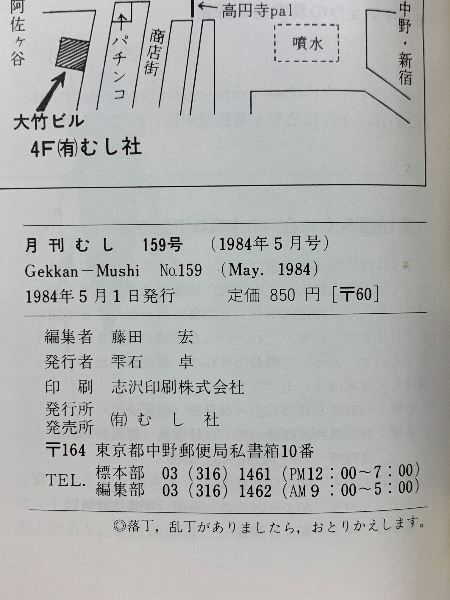 阿佐ヶ谷
パチンコ
商店街
高円寺pal
噴水
中野・新宿
大竹ビル
4F㈲むし社
月刊むし 159号 (1984年5月号)
Gekkan−Mushi No.159 (May. 1984)
1984年5月1日発行 定価 850円 [〒60]
編集者 藤田 宏
発行者 雫石 卓
印刷 志沢印刷株式会社
発行所
発売所 ㈲むし社
〒164 東京都中野郵便局私書箱10番
TEL. 標本部 03 (316) 1461 (PM12:00〜7:00)
編集部 03 (316) 1462 (AM9:00〜5:00)
◎落丁，乱丁がありましたら，おとりかえします。